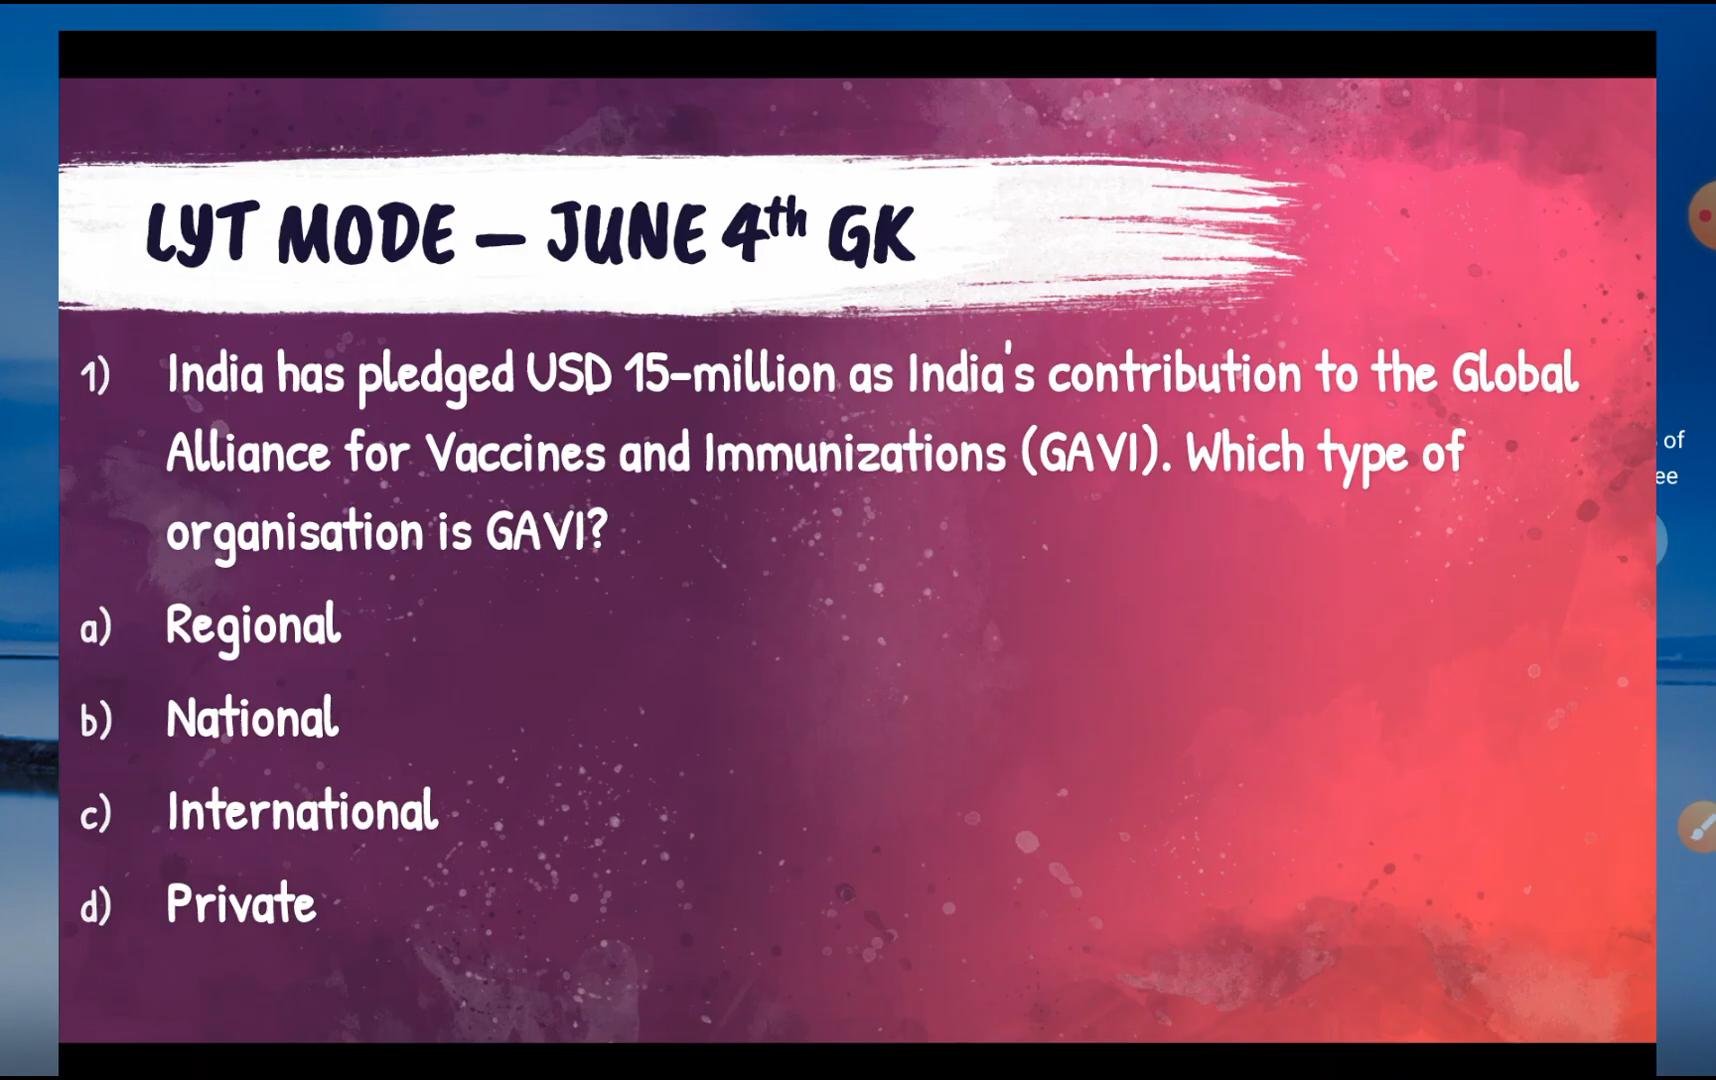 LYT MODE – JUNE 4th GK
1) India has pledged USD 15-million as India's contribution to the Global
Alliance for Vaccines and Immunizations (GAVI). Which type of
organisation is GAVI?
a) Regional
b) National
c) International
d) Private
of
ee